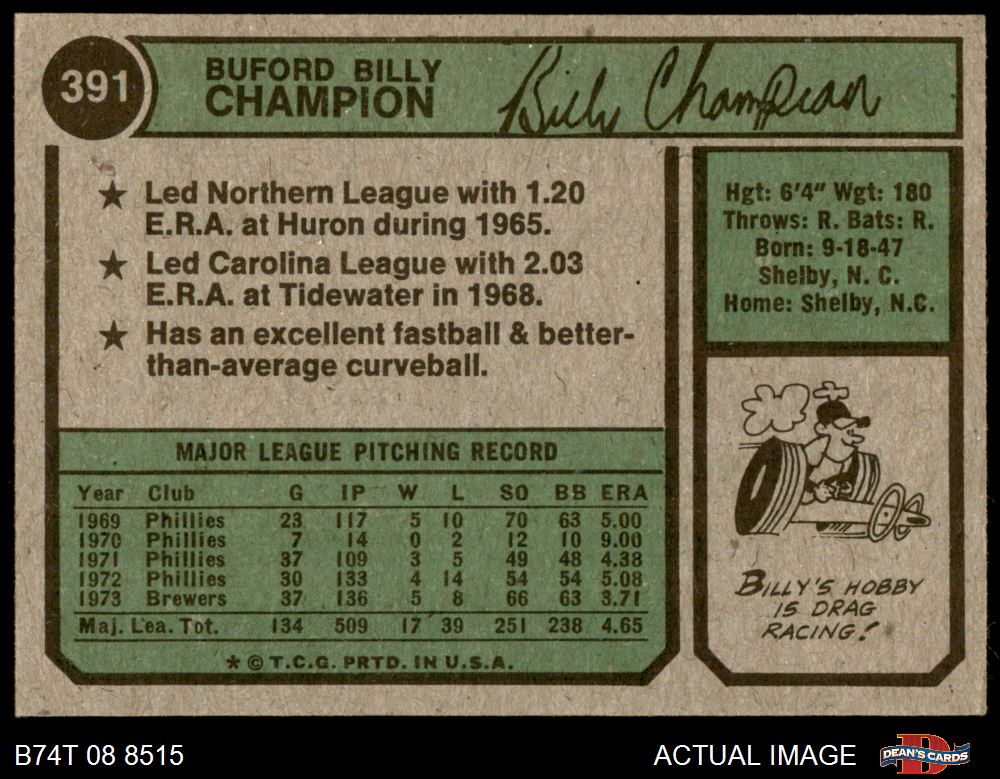 391
BUFORD BILLY
CHAMPION
Billy Champion
★ Led Northern League with 1.20
E.R.A. at Huron during 1965.
★ Led Carolina League with 2.03
E.R.A. at Tidewater in 1968.
★ Has an excellent fastball & better-
than-average curveball.
Hgt: 6'4" Wgt: 180
Throws: R. Bats: R.
Born: 9-18-47
Shelby, N. C.
Home: Shelby, N.C.
MAJOR LEAGUE PITCHING RECORD
Year Club G IP W L SO BB ERA
1969 Phillies 23 117 5 10 70 63 5.00
1970 Phillies 7 14 0 2 12 10 9.00
1971 Phillies 37 109 3 5 49 48 4.38
1972 Phillies 30 133 4 14 54 54 5.08
1973 Brewers 37 136 5 8 66 63 3.71
Maj. Lea. Tot. 134 509 17 39 251 238 4.65
* © T.C.G. PRTD. IN U.S.A.
BILLY'S HOBBY
IS DRAG
RACING!
B74T 08 8515
ACTUAL IMAGE
DEAN'S CARDS